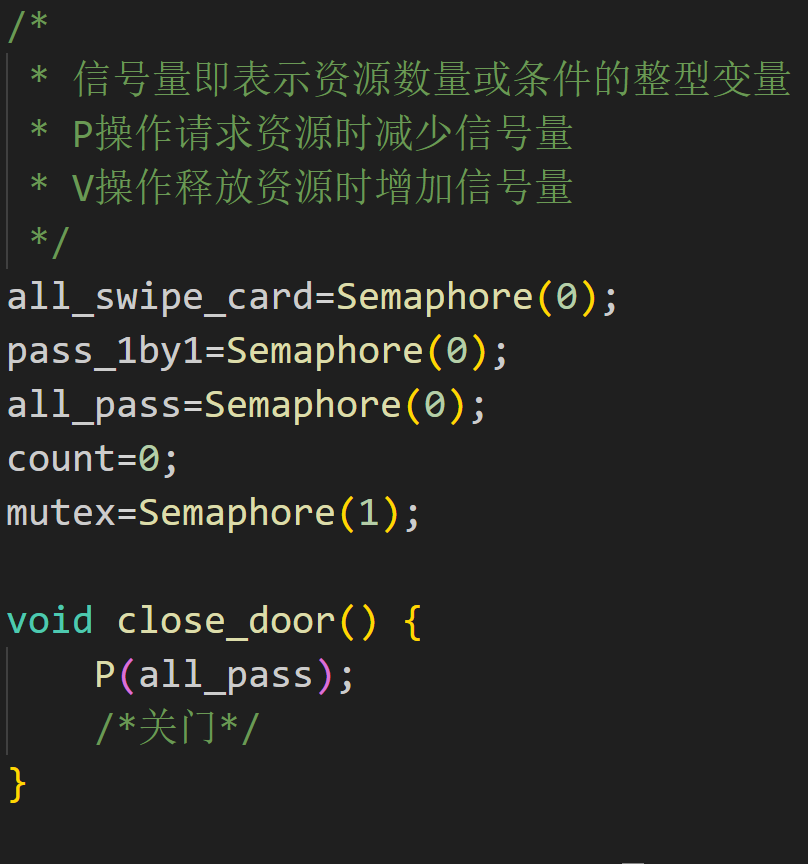 /*
 * 信号量即表示资源数量或条件的整型变量
 * P操作请求资源时减少信号量
 * V操作释放资源时增加信号量
 */
all_swipe_card=Semaphore(0);
pass_1by1=Semaphore(0);
all_pass=Semaphore(0);
count=0;
mutex=Semaphore(1);

void close_door() {
    P(all_pass);
    /*关门*/
}